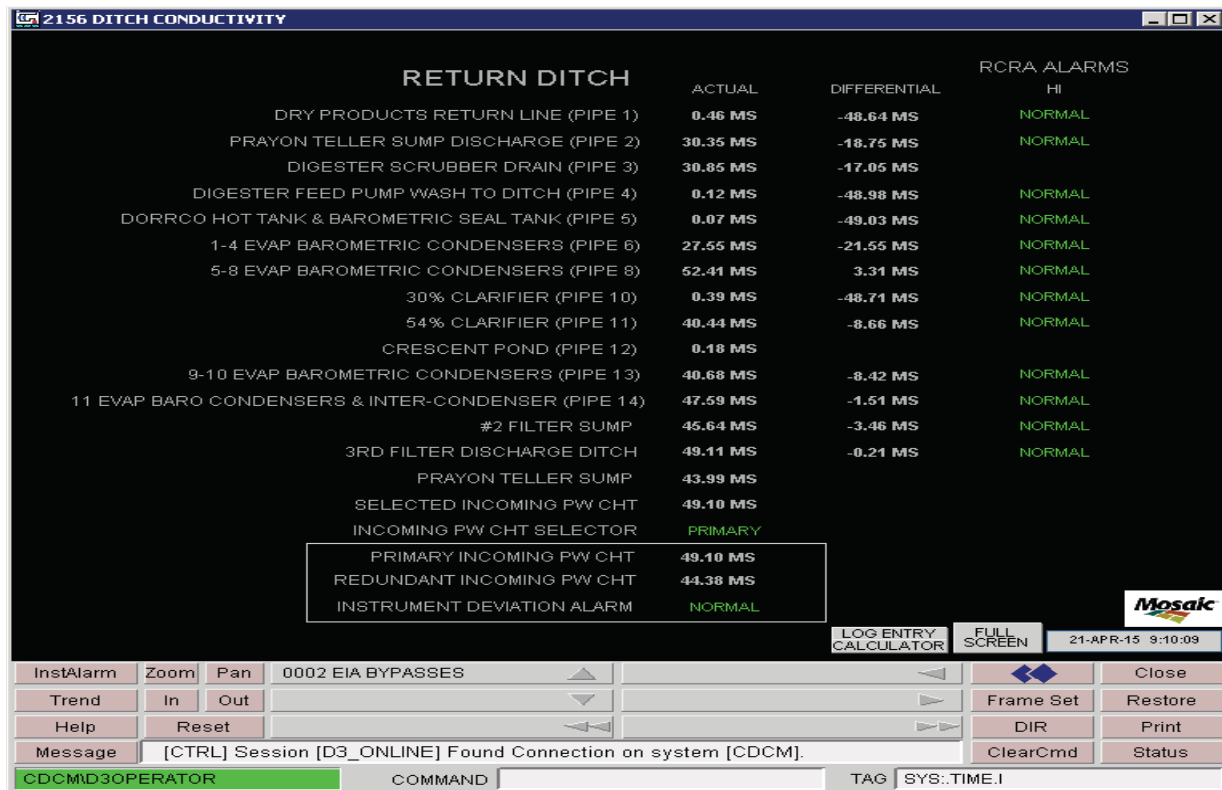 2156 DITCH CONDUCTIVITY
RETURN DITCH ACTUAL DIFFERENTIAL RCRA ALARMS HI
DRY PRODUCTS RETURN LINE (PIPE 1) 0.46 MS -48.64 MS NORMAL
PRAYON TELLER SUMP DISCHARGE (PIPE 2) 30.35 MS -18.75 MS NORMAL
DIGESTER SCRUBBER DRAIN (PIPE 3) 30.85 MS -17.05 MS
DIGESTER FEED PUMP WASH TO DITCH (PIPE 4) 0.12 MS -48.98 MS NORMAL
DORRCO HOT TANK & BAROMETRIC SEAL TANK (PIPE 5) 0.07 MS -49.03 MS NORMAL
1-4 EVAP BAROMETRIC CONDENSERS (PIPE 6) 27.55 MS -21.55 MS NORMAL
5-8 EVAP BAROMETRIC CONDENSERS (PIPE 8) 52.41 MS 3.31 MS NORMAL
30% CLARIFIER (PIPE 10) 0.39 MS -48.71 MS NORMAL
54% CLARIFIER (PIPE 11) 40.44 MS -8.66 MS NORMAL
CRESCENT POND (PIPE 12) 0.18 MS
9-10 EVAP BAROMETRIC CONDENSERS (PIPE 13) 40.68 MS -8.42 MS NORMAL
11 EVAP BARO CONDENSERS & INTER-CONDENSER (PIPE 14) 47.59 MS -1.51 MS NORMAL
#2 FILTER SUMP 45.64 MS -3.46 MS NORMAL
3RD FILTER DISCHARGE DITCH 49.11 MS -0.21 MS NORMAL
PRAYON TELLER SUMP 43.99 MS
SELECTED INCOMING PW CHT 49.10 MS
INCOMING PW CHT SELECTOR PRIMARY
PRIMARY INCOMING PW CHT 49.10 MS
REDUNDANT INCOMING PW CHT 44.38 MS
INSTRUMENT DEVIATION ALARM NORMAL
Mosaic
LOG ENTRY CALCULATOR FULL SCREEN 21-APR-15 9:10:09
InstAlarm Zoom Pan 0002 EIA BYPASSES Close
Trend In Out Frame Set Restore
Help Reset DIR Print
Message [CTRL] Session [D3_ONLINE] Found Connection on system [CDCM]. ClearCmd Status
CDCM\D3OPERATOR COMMAND TAG SYS:.TIME.I